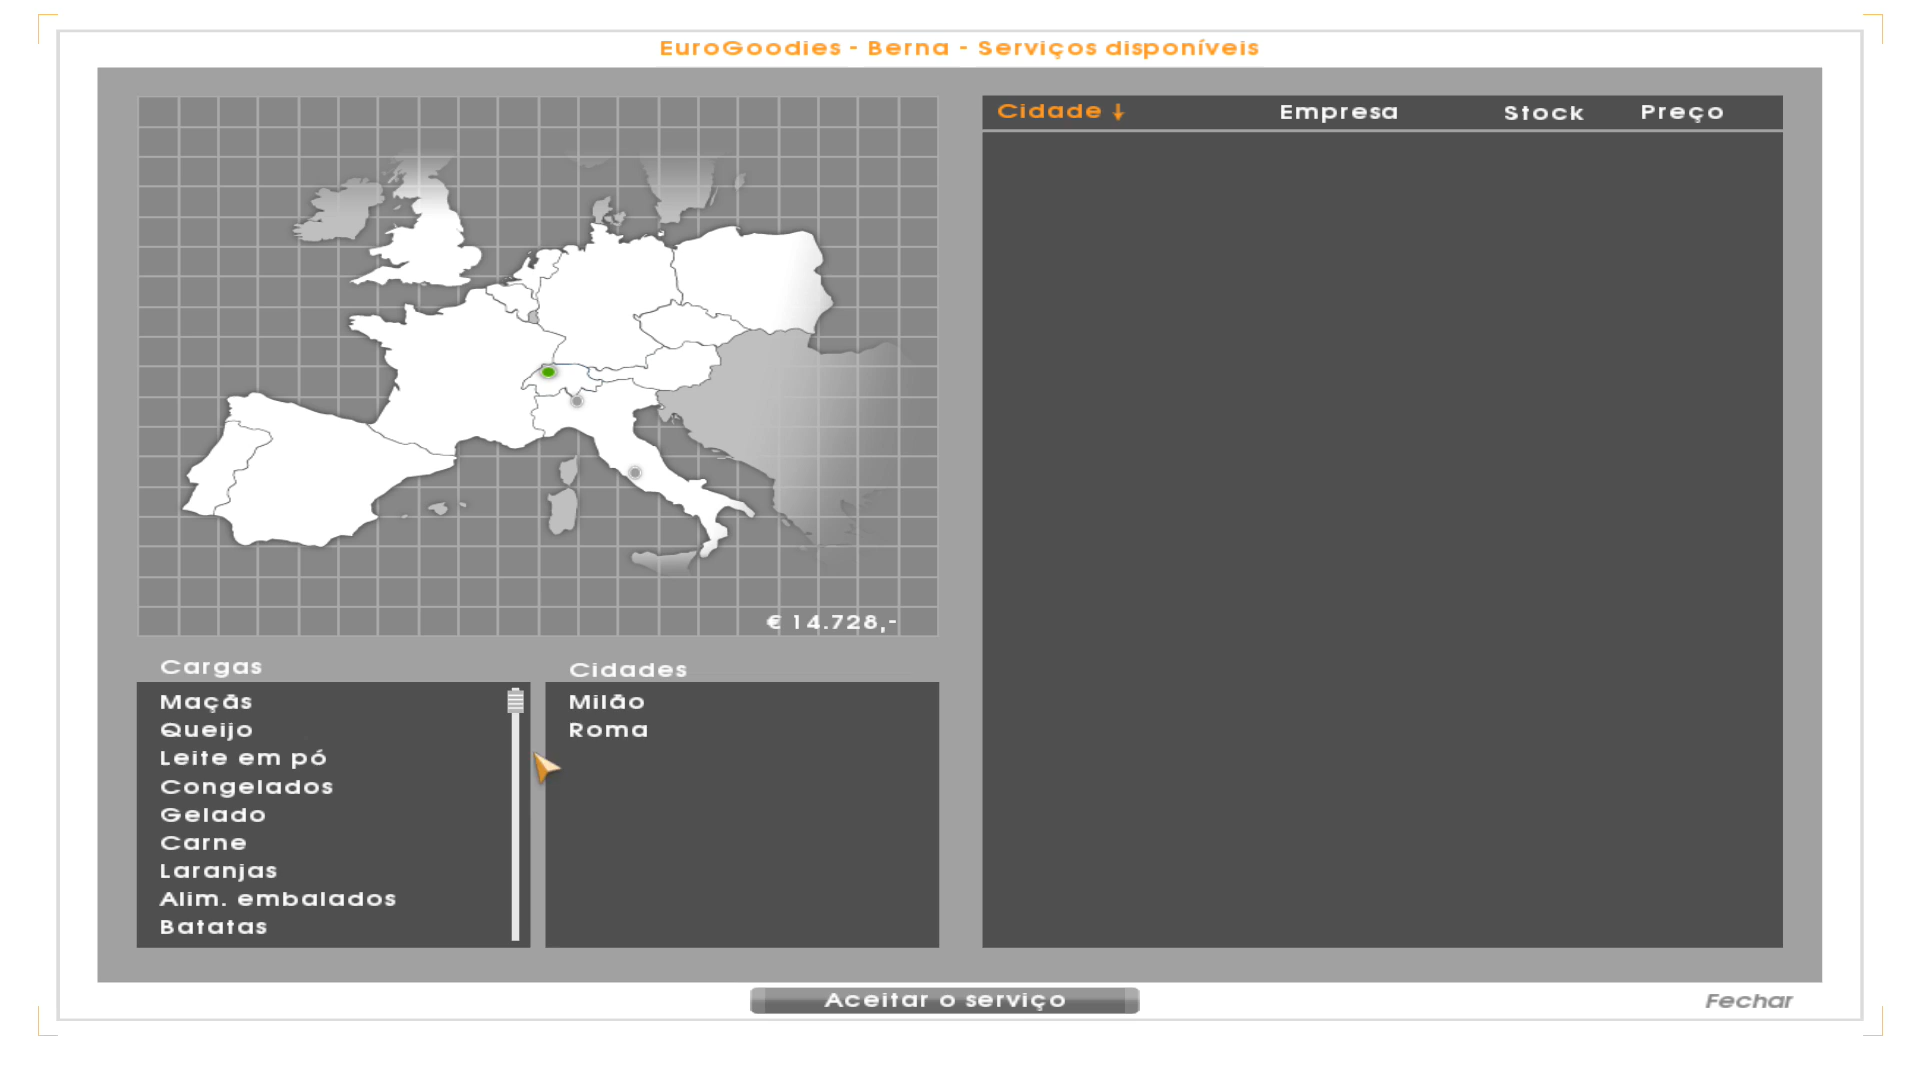 EuroGoodies - Berna - Serviços disponíveis
Cidade ↓ Empresa Stock Preço
€ 14.728,-
Cargas
Maçãs
Queijo
Leite em pó
Congelados
Gelado
Carne
Laranjas
Alim. embalados
Batatas
Cidades
Milão
Roma
Aceitar o serviço
Fechar